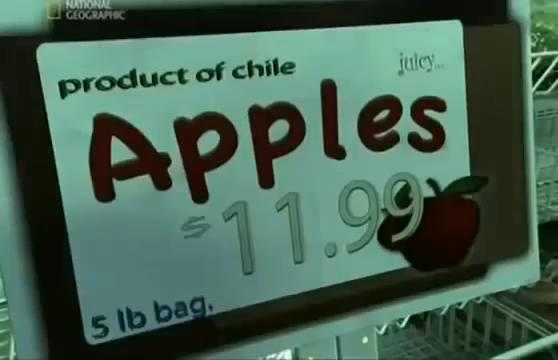 NATIONAL
GEOGRAPHIC
product of chile
juicy...
Apples
$11.99
5 lb bag.